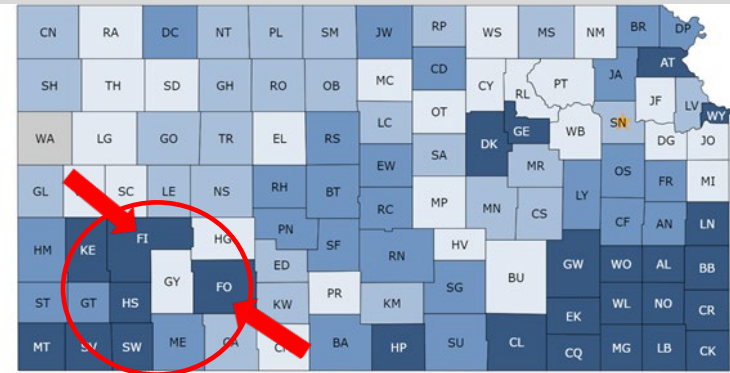 CN RA DC NT PL SM JW RP WS MS NM BR DP
SH TH SD GH RO OB MC CD CY RL PT JA AT
WA LG GO TR EL RS LC OT DK GE WB SN JF LV WY
SA MR DG JO
GL SC LE NS RH BT EW MP LY OS FR MI
HM KE FI HG PN SF RC RN MN CS CF AN LN
ST GT HS GY FO ED HV SG BU GW WO AL BB
KW PR KM EK WL NO CR
MT SV SW ME BA HP SU CL CQ MG LB CK